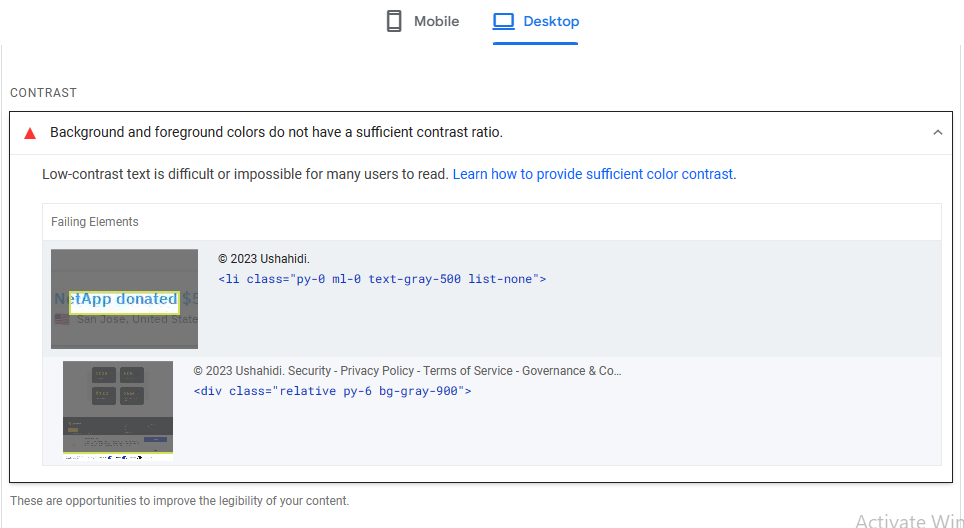 Mobile
Desktop
CONTRAST
Background and foreground colors do not have a sufficient contrast ratio.
Low-contrast text is difficult or impossible for many users to read. Learn how to provide sufficient color contrast.
Failing Elements
© 2023 Ushahidi.
<li class="py-0 ml-0 text-gray-500 list-none">
NetApp donated $5
San Jose, United State
© 2023 Ushahidi. Security - Privacy Policy - Terms of Service - Governance & Co...
<div class="relative py-6 bg-gray-900">
These are opportunities to improve the legibility of your content.
Activate Win